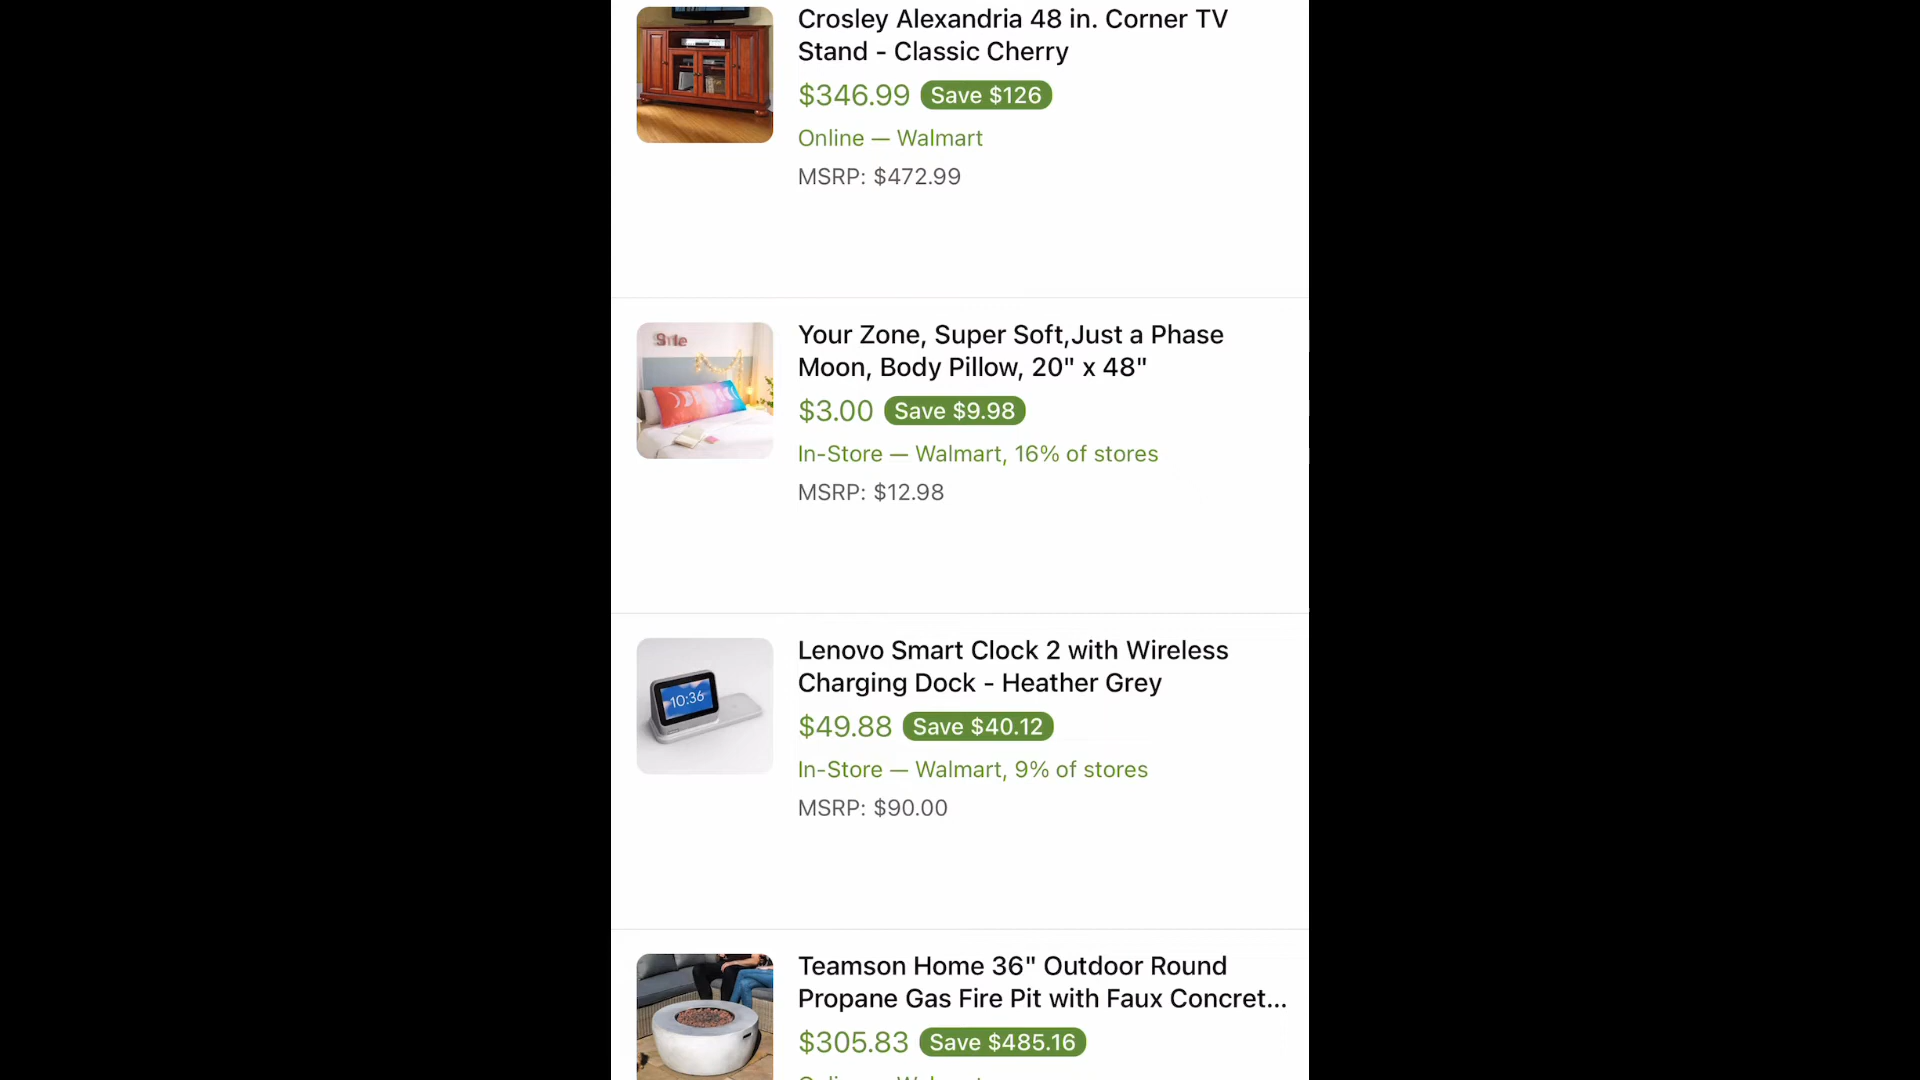 Crosley Alexandria 48 in. Corner TV
Stand - Classic Cherry
$346.99 Save $126
Online — Walmart
MSRP: $472.99
Your Zone, Super Soft,Just a Phase
Moon, Body Pillow, 20" x 48"
$3.00 Save $9.98
In-Store — Walmart, 16% of stores
MSRP: $12.98
10:36
Lenovo Smart Clock 2 with Wireless
Charging Dock - Heather Grey
$49.88 Save $40.12
In-Store — Walmart, 9% of stores
MSRP: $90.00
Teamson Home 36" Outdoor Round
Propane Gas Fire Pit with Faux Concret...
$305.83 Save $485.16